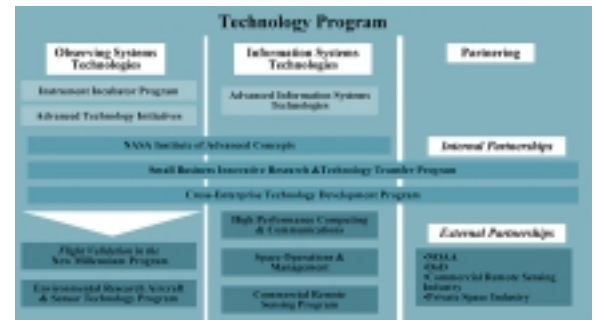 Technology Program
Observing Systems
Technologies
Information Systems
Technologies
Partnering
Instrument Incubator Program
Advanced Technology Initiatives
Advanced Information Systems
Technologies
NASA Institute of Advanced Concepts
Internal Partnerships
Small Business Innovative Research &Technology Transfer Program
Cross-Enterprise Technology Development Program
High Performance Computing
& Communications
External Partnerships
Flight Validation in the
New Millennium Program
Space Operations &
Management
•NOAA
•DoD
•Commercial Remote Sensing
Industry
•Private Space Industry
Environmental Research Aircraft
& Sensor Technology Program
Commercial Remote
Sensing Program